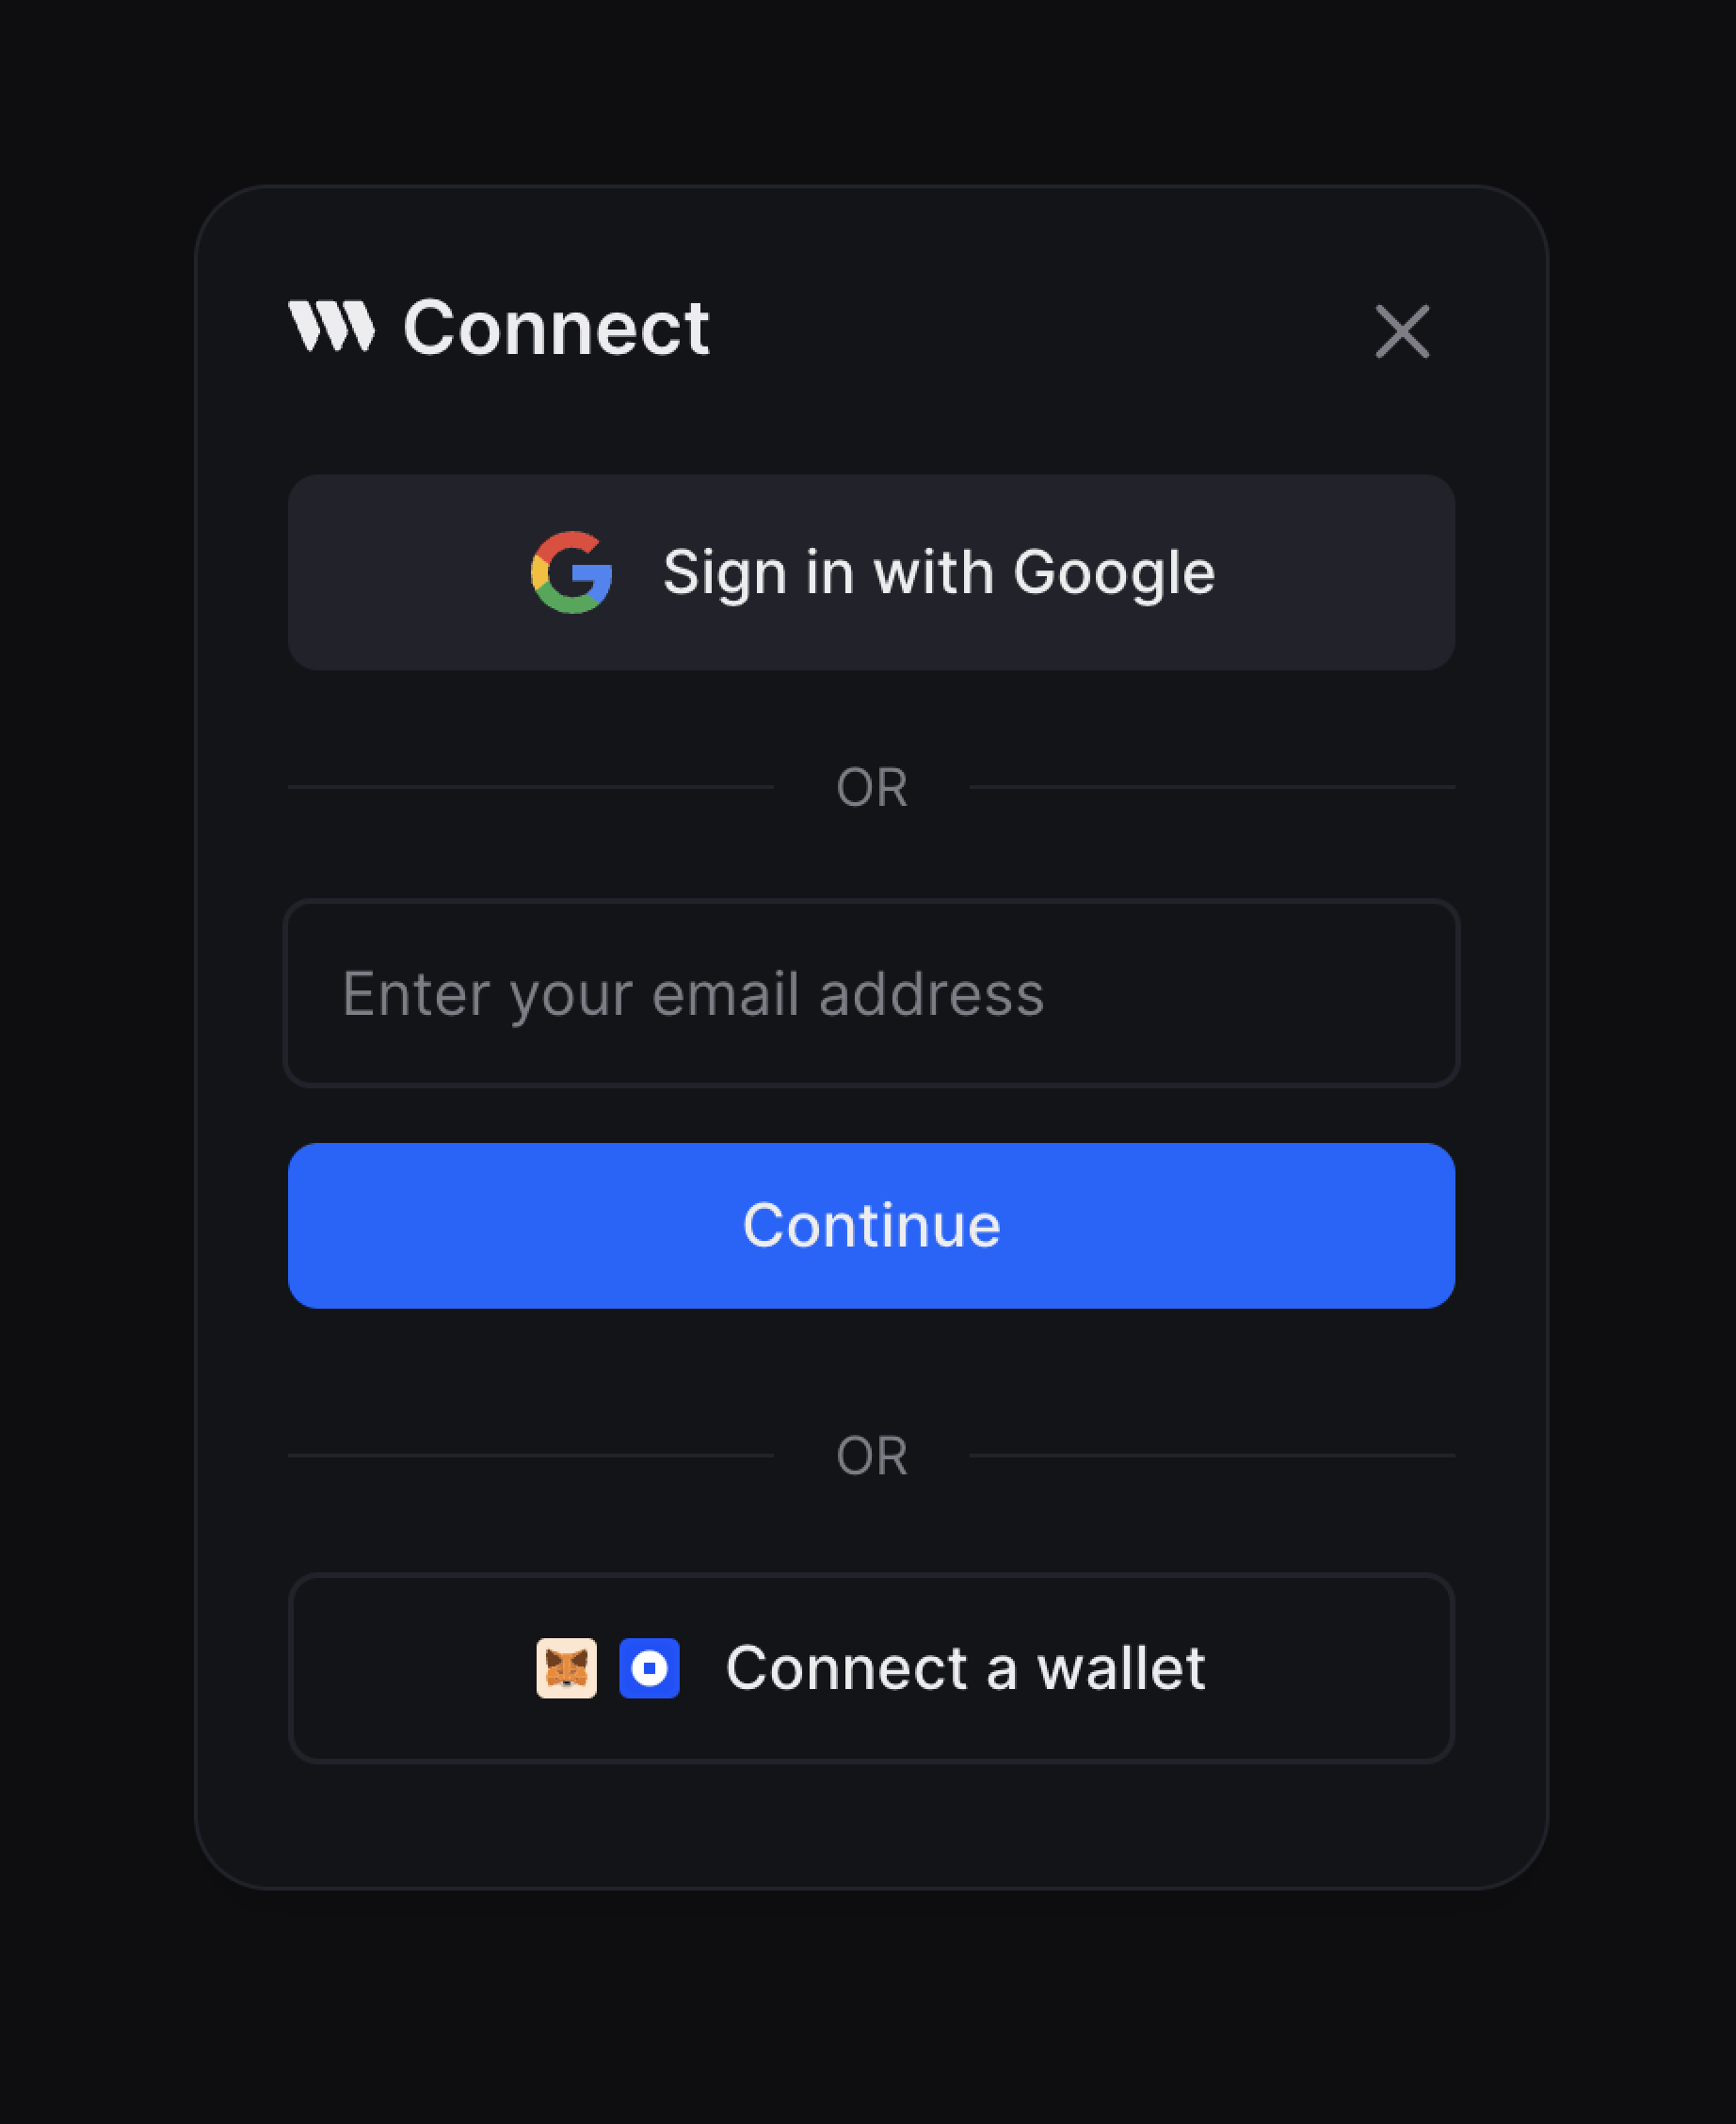 Connect
Sign in with Google
OR
Enter your email address
Continue
OR
Connect a wallet